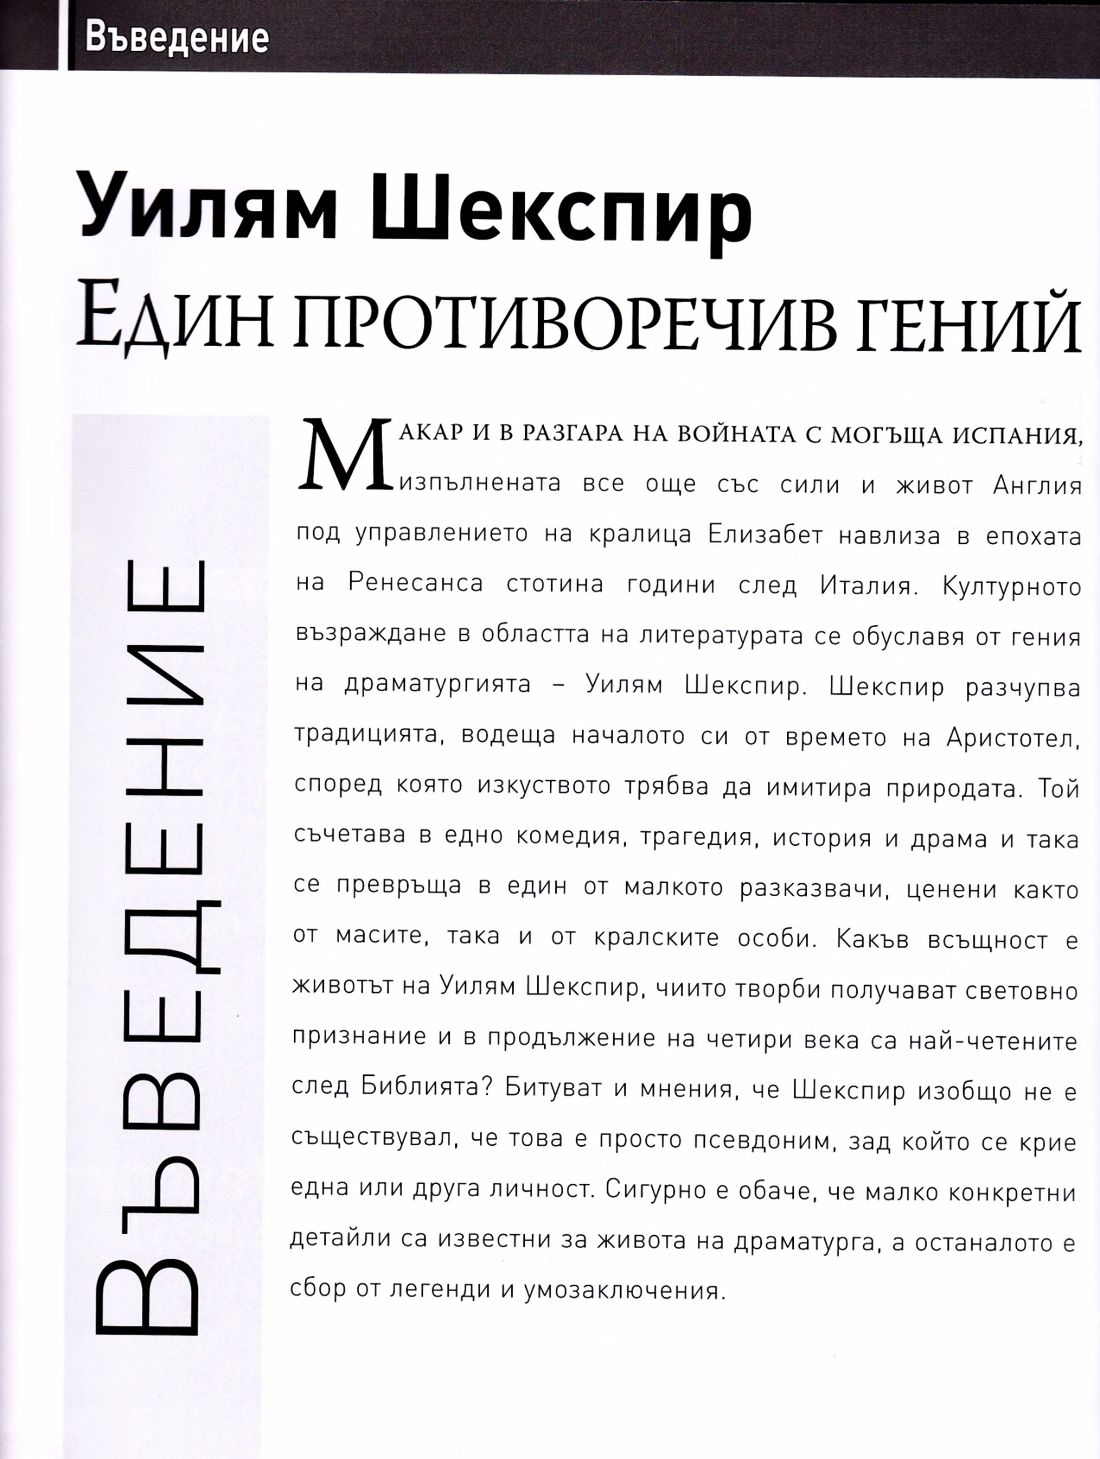 Въведение
Уилям Шекспир
Един противоречив гений
Въведение
Макар и в разгара на войната с могъща Испания,
изпълнената все още със сили и живот Англия
под управлението на кралица Елизабет навлиза в епохата
на Ренесанса стотина години след Италия. Културното
възраждане в областта на литературата се обуславя от гения
на драматургията – Уилям Шекспир. Шекспир разчупва
традицията, водеща началото си от времето на Аристотел,
според която изкуството трябва да имитира природата. Той
съчетава в едно комедия, трагедия, история и драма и така
се превръща в един от малкото разказвачи, ценени както
от масите, така и от кралските особи. Какъв всъщност е
животът на Уилям Шекспир, чиито творби получават световно
признание и в продължение на четири века са най-четените
след Библията? Битуват и мнения, че Шекспир изобщо не е
съществувал, че това е просто псевдоним, зад който се крие
една или друга личност. Сигурно е обаче, че малко конкретни
детайли са известни за живота на драматурга, а останалото е
сбор от легенди и умозаключения.